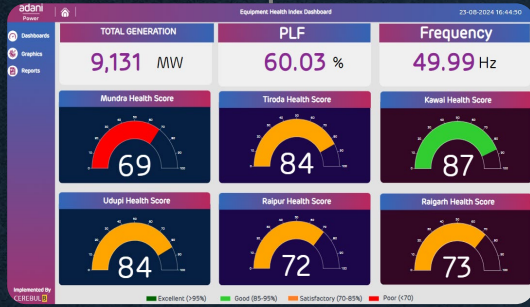 adani
Power
Equipment Health Index Dashboard
23-08-2024 16:44:50
Dashboards
Graphics
Reports
TOTAL GENERATION
9,131 MW
PLF
60.03 %
Frequency
49.99 Hz
Mundra Health Score
69
Tiroda Health Score
84
Kawai Health Score
87
Udupi Health Score
84
Raipur Health Score
72
Raigarh Health Score
73
Implemented By
CEREBULB
Excellent (>95%) Good (85-95%) Satisfactory (70-85%) Poor (<70)